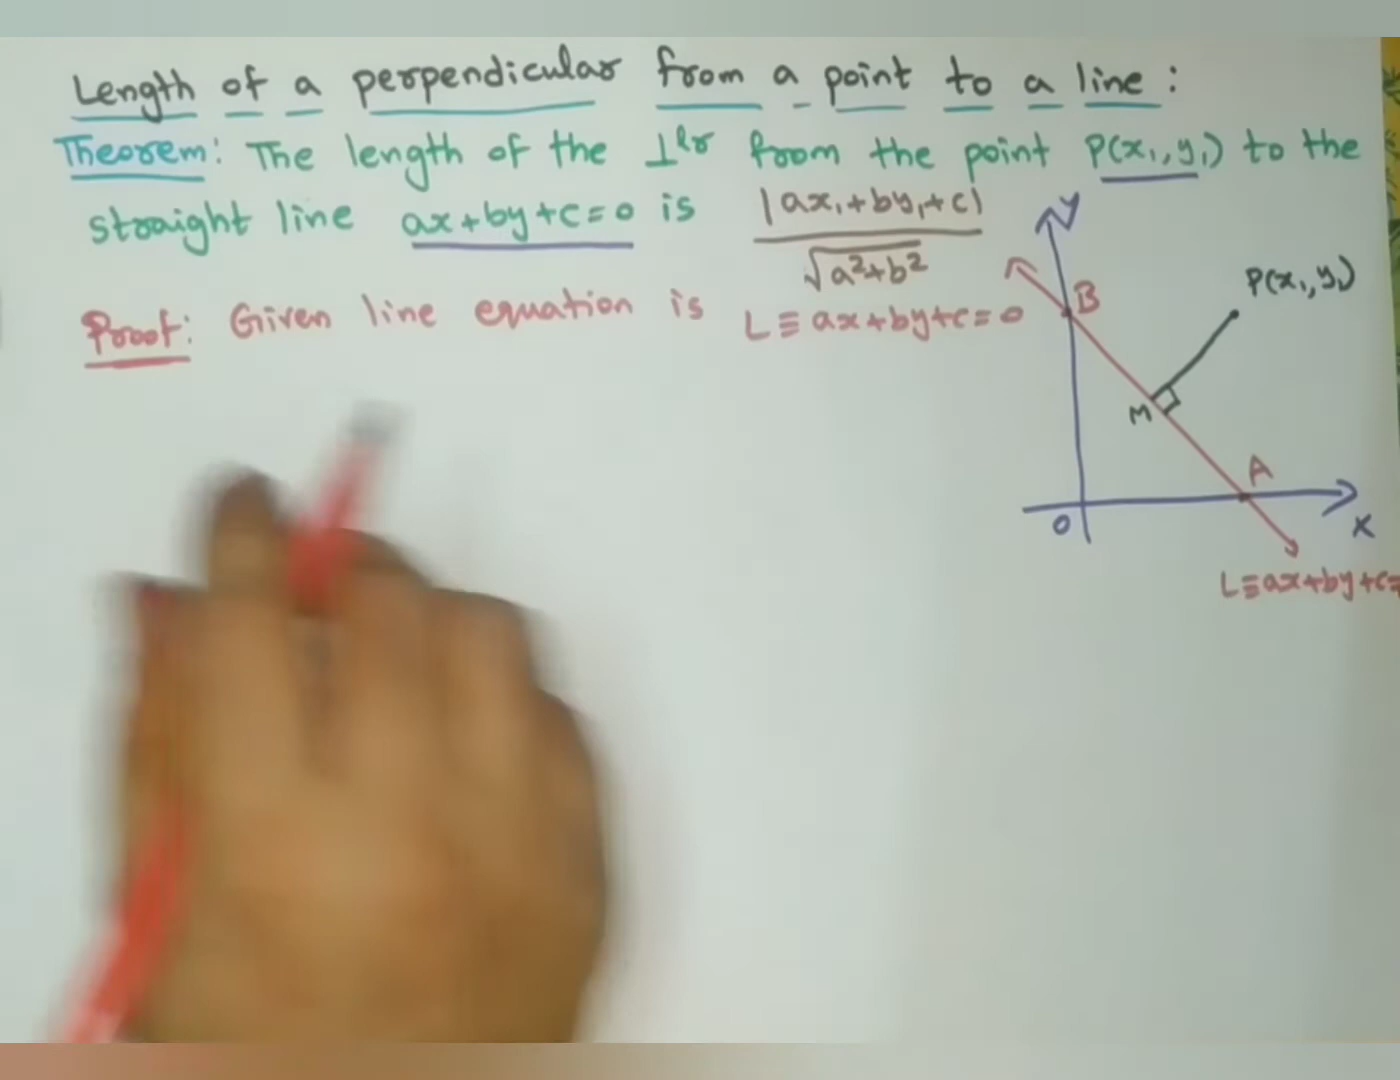 Length of a perpendicular from a point to a line :
Theorem: The length of the ⊥lr from the point P(x₁, y₁) to the
straight line ax+by+c=0 is |ax₁+by₁+c| / √a²+b²
Proof: Given line equation is L≡ax+by+c=0
Y
B
P(x₁, y₁)
M
A
O
X
L≡ax+by+c=